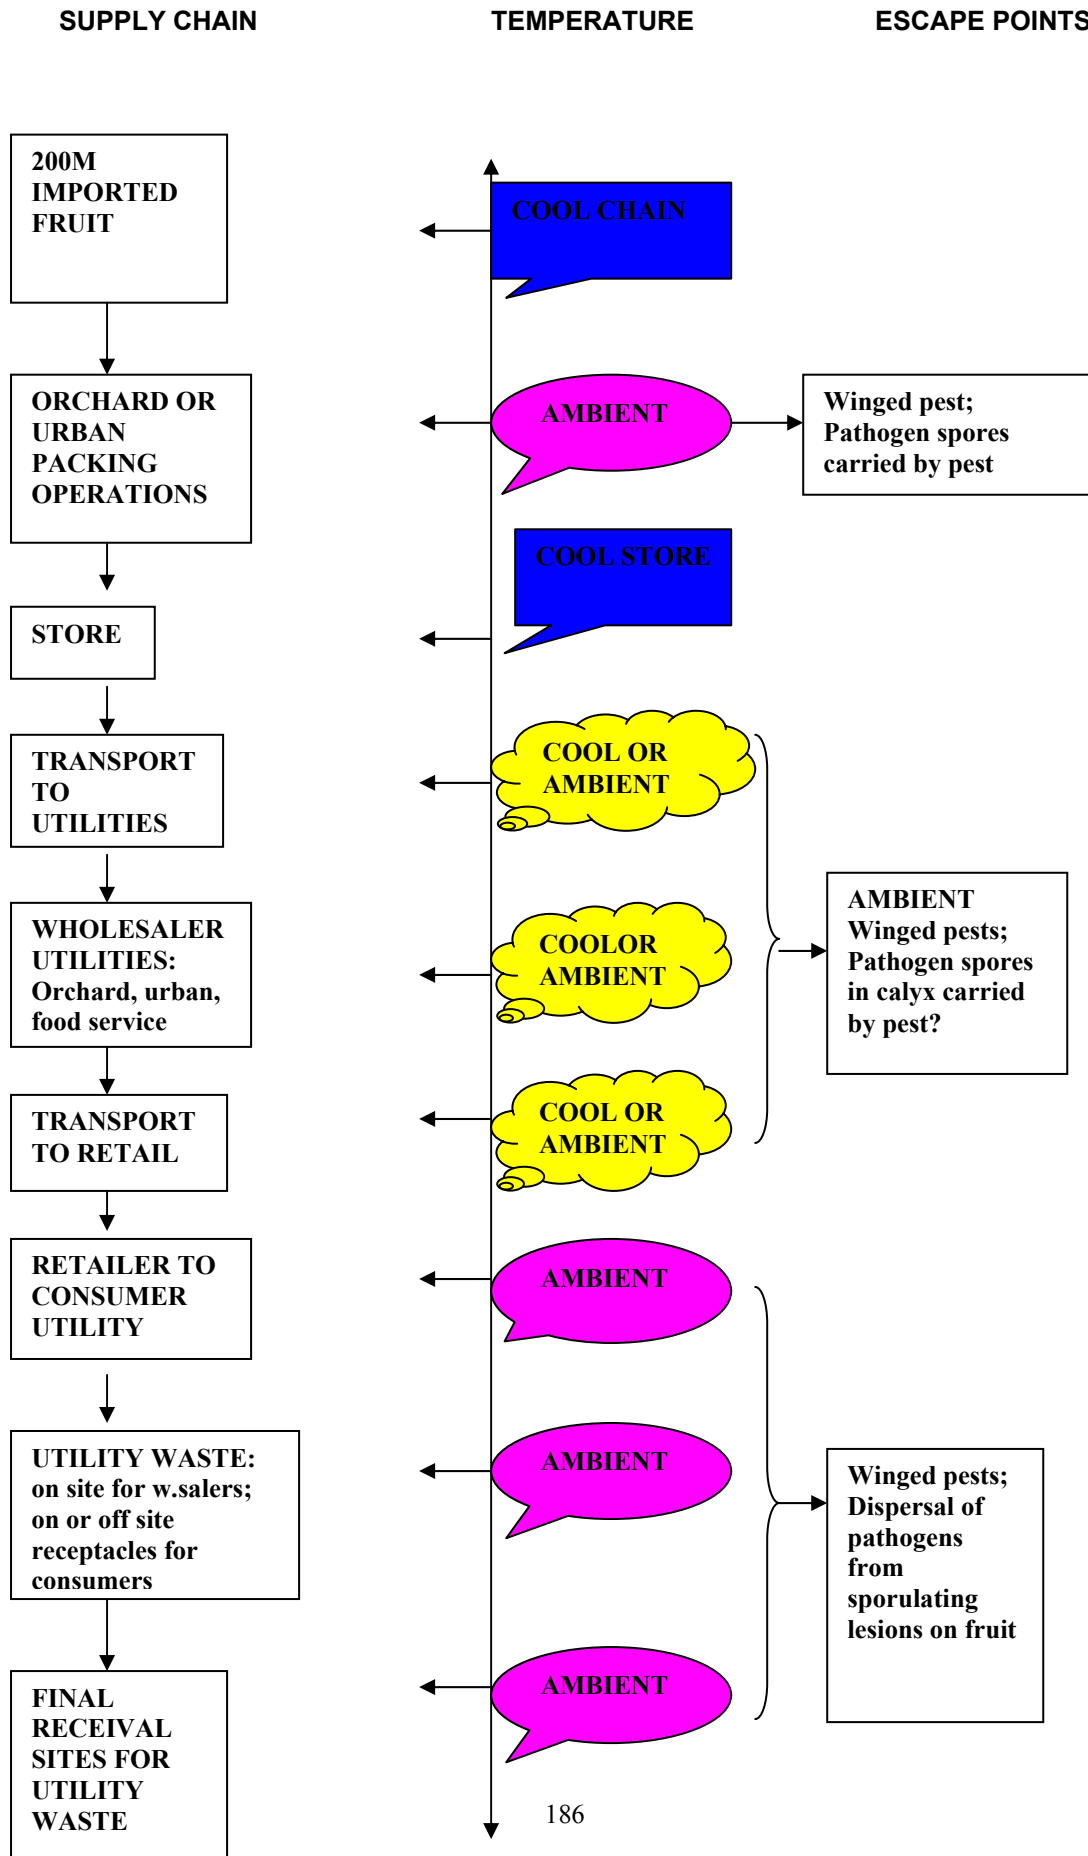 SUPPLY CHAIN
TEMPERATURE
ESCAPE POINTS
200M
IMPORTED
FRUIT
COOL CHAIN
ORCHARD OR
URBAN
PACKING
OPERATIONS
AMBIENT
Winged pest;
Pathogen spores
carried by pest
COOL STORE
STORE
TRANSPORT
TO
UTILITIES
COOL OR
AMBIENT
WHOLESALER
UTILITIES:
Orchard, urban,
food service
COOLOR
AMBIENT
AMBIENT
Winged pests;
Pathogen spores
in calyx carried
by pest?
TRANSPORT
TO RETAIL
COOL OR
AMBIENT
RETAILER TO
CONSUMER
UTILITY
AMBIENT
UTILITY WASTE:
on site for w.salers;
on or off site
receptacles for
consumers
AMBIENT
Winged pests;
Dispersal of
pathogens
from
sporulating
lesions on fruit
FINAL
RECEIVAL
SITES FOR
UTILITY
WASTE
AMBIENT
186